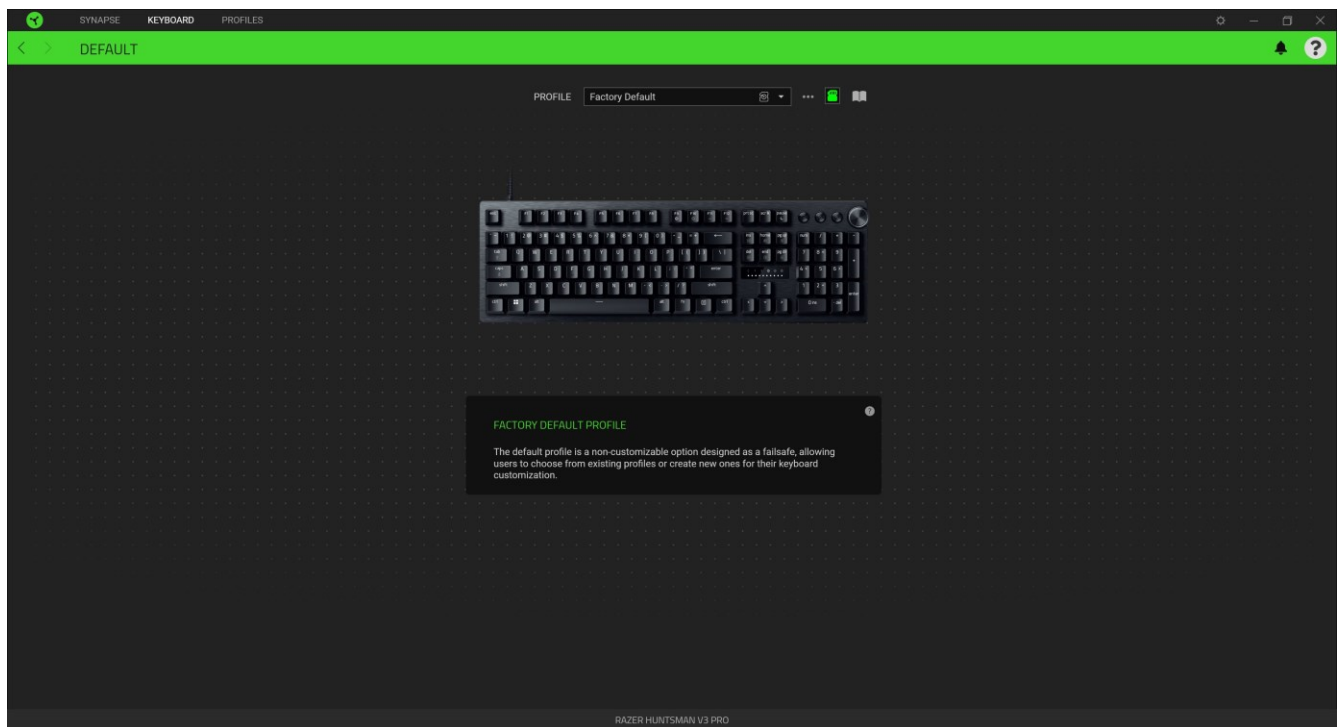 SYNAPSE KEYBOARD PROFILES
DEFAULT
?
PROFILE Factory Default
FACTORY DEFAULT PROFILE
?
The default profile is a non-customizable option designed as a failsafe, allowing
users to choose from existing profiles or create new ones for their keyboard
customization.
RAZER HUNTSMAN V3 PRO